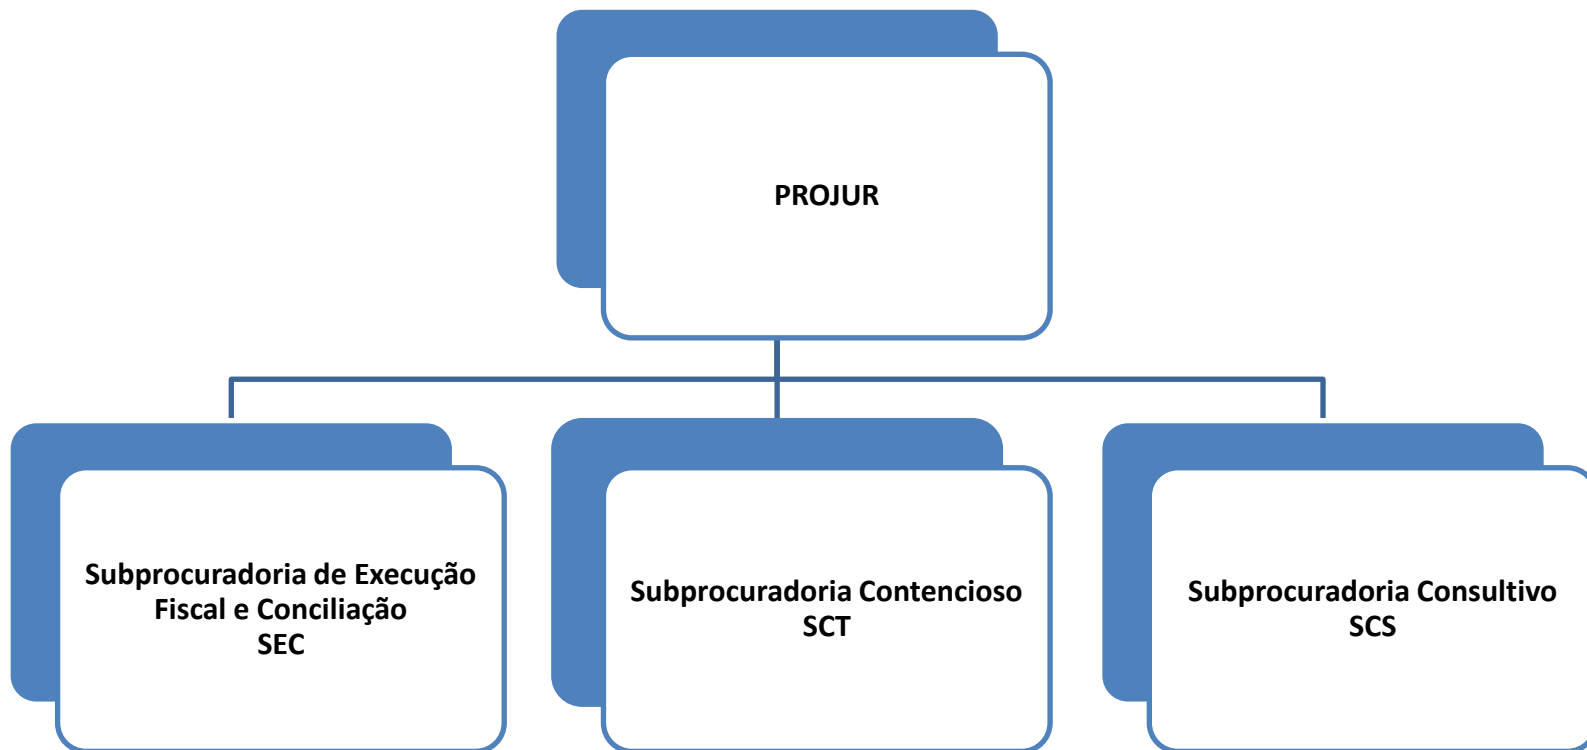 PROJUR
Subprocuradoria de Execução
Fiscal e Conciliação
SEC
Subprocuradoria Contencioso
SCT
Subprocuradoria Consultivo
SCS